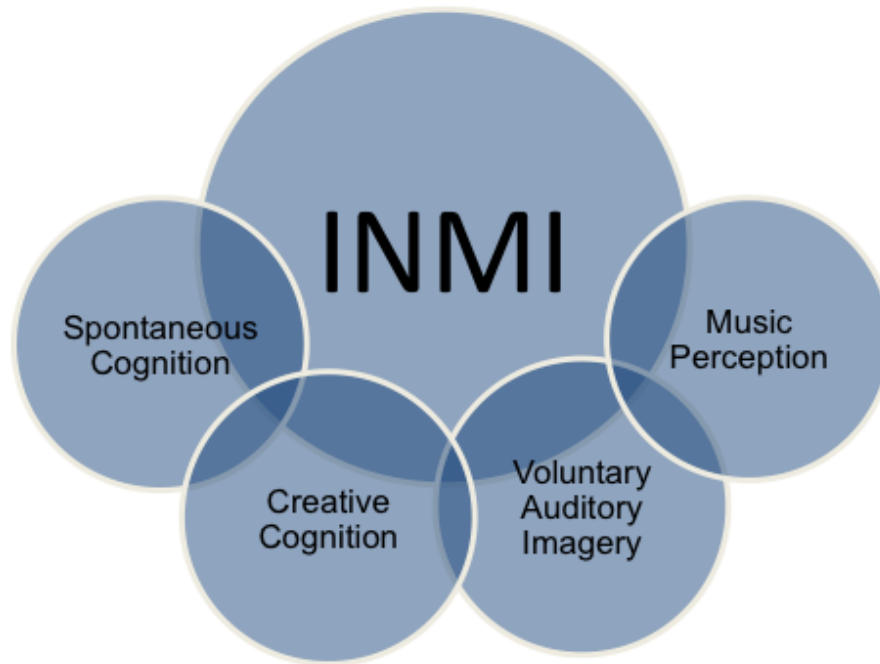 INMI
Spontaneous
Cognition
Music
Perception
Creative
Cognition
Voluntary
Auditory
Imagery